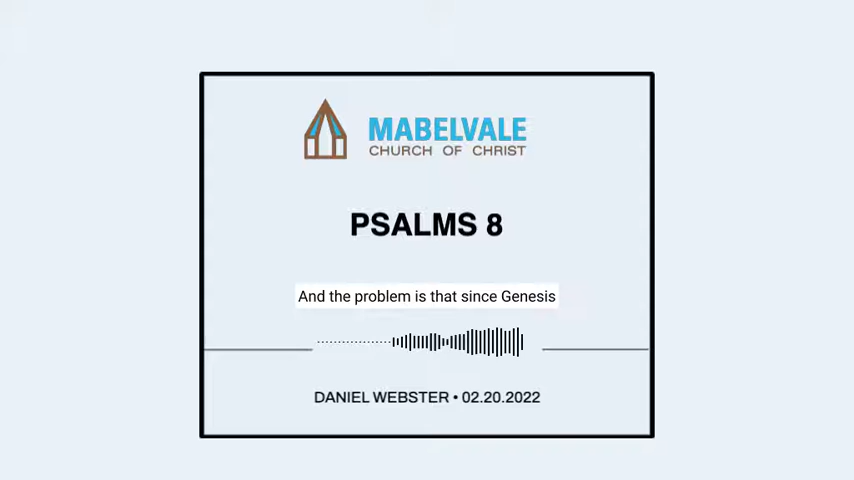 MABELVALE
CHURCH OF CHRIST
PSALMS 8
And the problem is that since Genesis
DANIEL WEBSTER • 02.20.2022